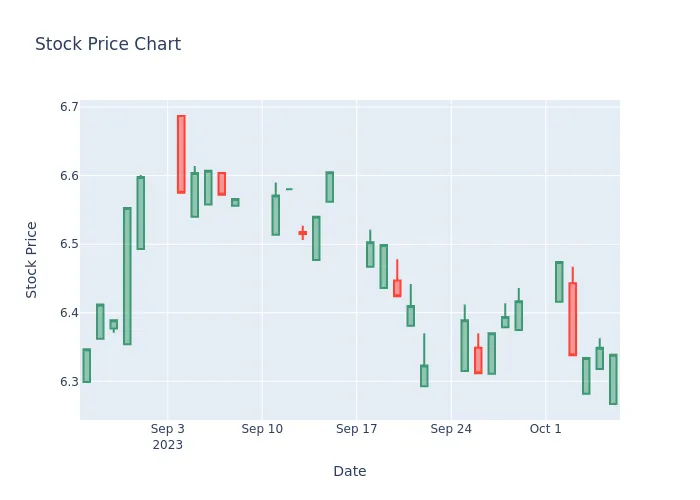 Stock Price Chart
6.7
6.6
6.5
6.4
6.3
Stock Price
Sep 3
2023
Sep 10
Sep 17
Sep 24
Oct 1
Date